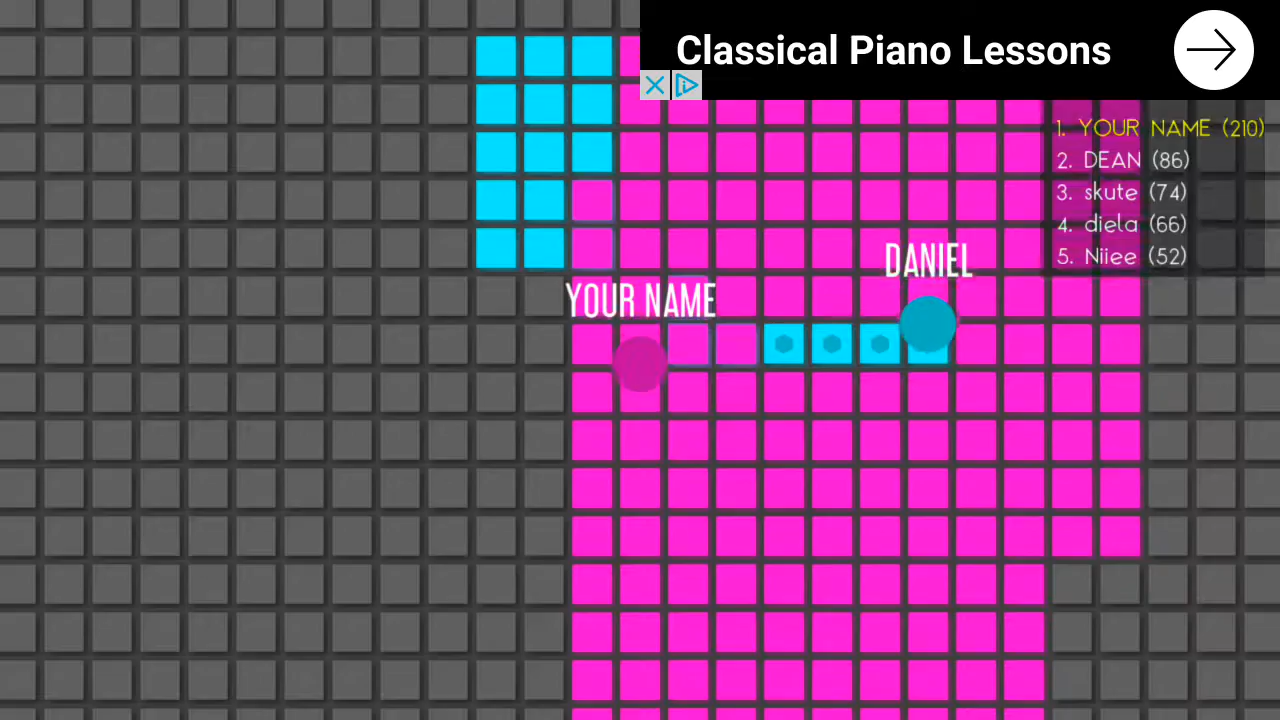 Classical Piano Lessons
1. YOUR NAME (210)
2. DEAN (86)
3. skute (74)
4. diela (66)
5. Niiee (52)
DANIEL
YOUR NAME